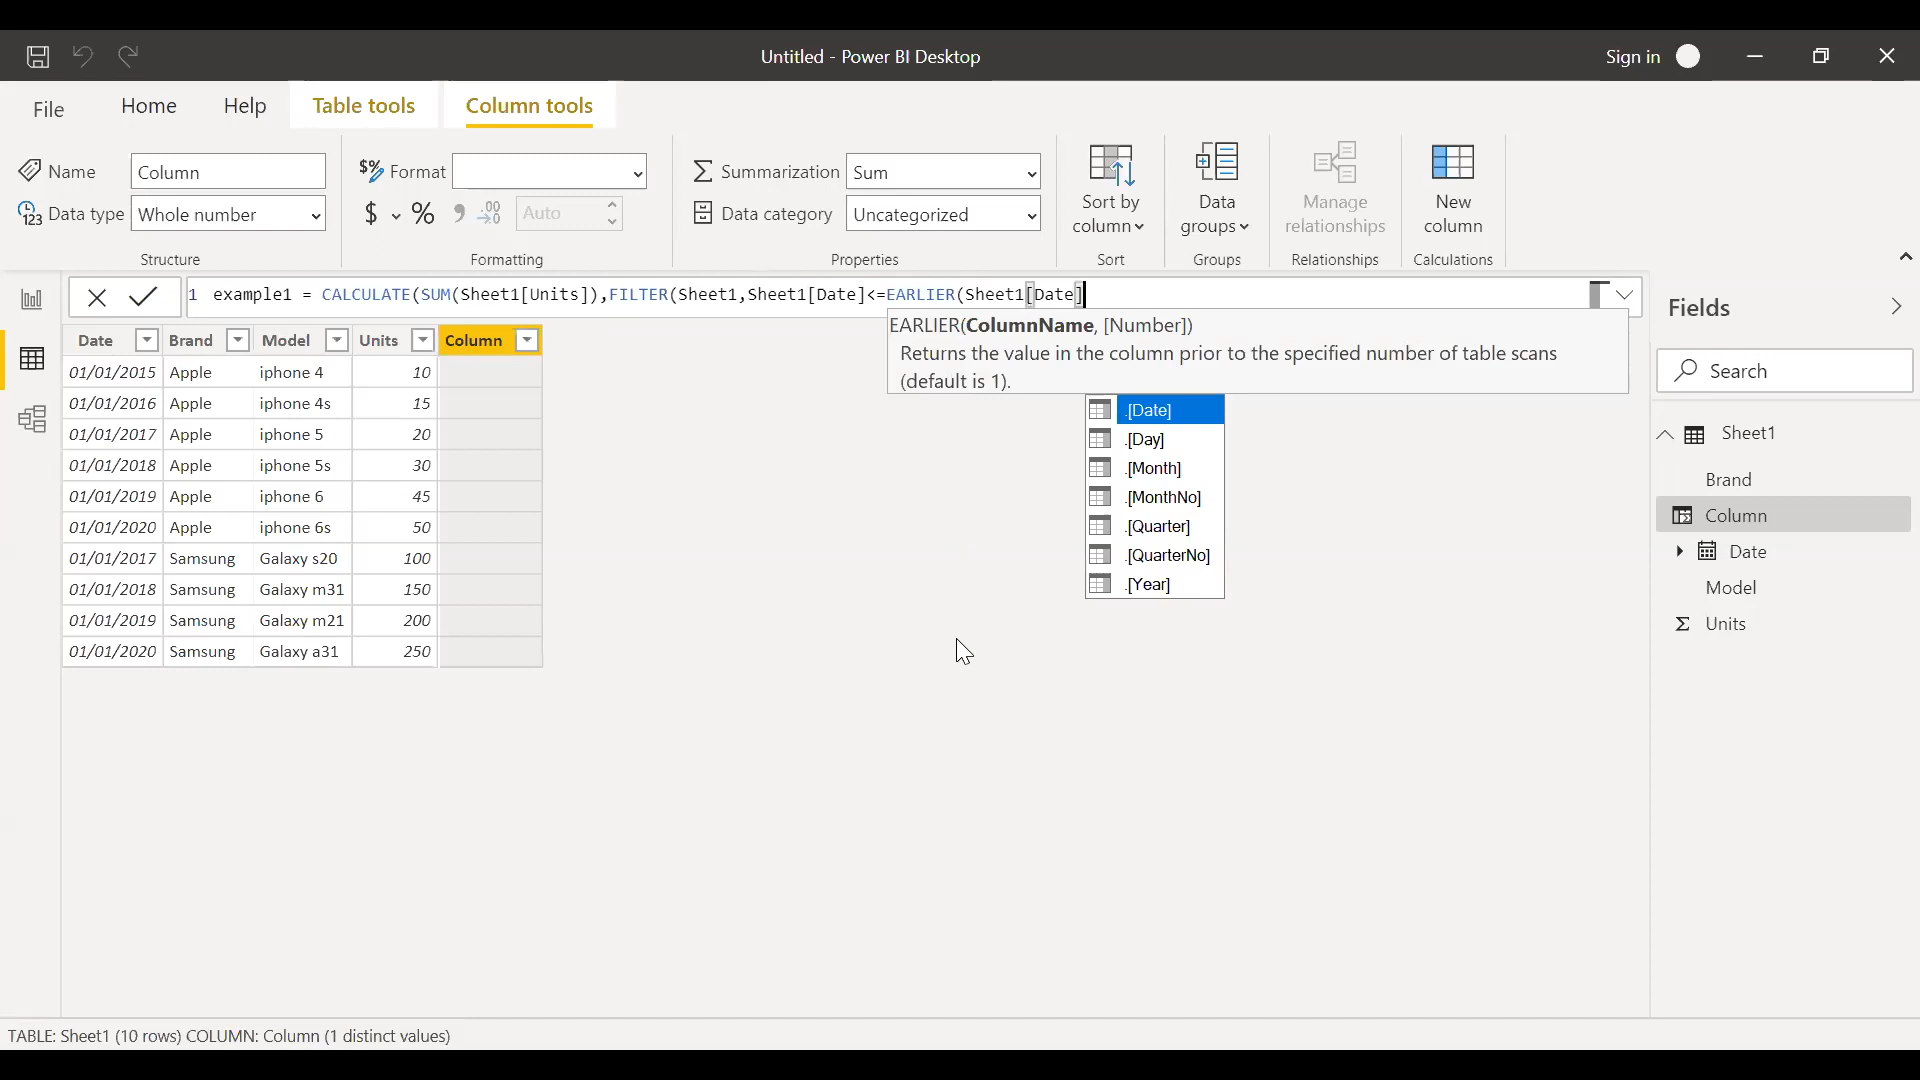 Untitled - Power BI Desktop
Sign in
File Home Help Table tools Column tools
Name Column
Data type Whole number
Structure
$% Format
$ % 9 .00 Auto
Formatting
Summarization Sum
Data category Uncategorized
Properties
Sort by
column
Sort
Data
groups
Groups
Manage
relationships
Relationships
New
column
Calculations
1 example1 = CALCULATE(SUM(Sheet1[Units]),FILTER(Sheet1,Sheet1[Date]<=EARLIER(Sheet1[Date]
EARLIER(ColumnName, [Number])
Returns the value in the column prior to the specified number of table scans
(default is 1).
.[Date]
.[Day]
.[Month]
.[MonthNo]
.[Quarter]
.[QuarterNo]
.[Year]
Date Brand Model Units Column
01/01/2015 Apple iphone 4 10
01/01/2016 Apple iphone 4s 15
01/01/2017 Apple iphone 5 20
01/01/2018 Apple iphone 5s 30
01/01/2019 Apple iphone 6 45
01/01/2020 Apple iphone 6s 50
01/01/2017 Samsung Galaxy s20 100
01/01/2018 Samsung Galaxy m31 150
01/01/2019 Samsung Galaxy m21 200
01/01/2020 Samsung Galaxy a31 250
Fields
Search
Sheet1
Brand
Column
Date
Model
Σ Units
TABLE: Sheet1 (10 rows) COLUMN: Column (1 distinct values)